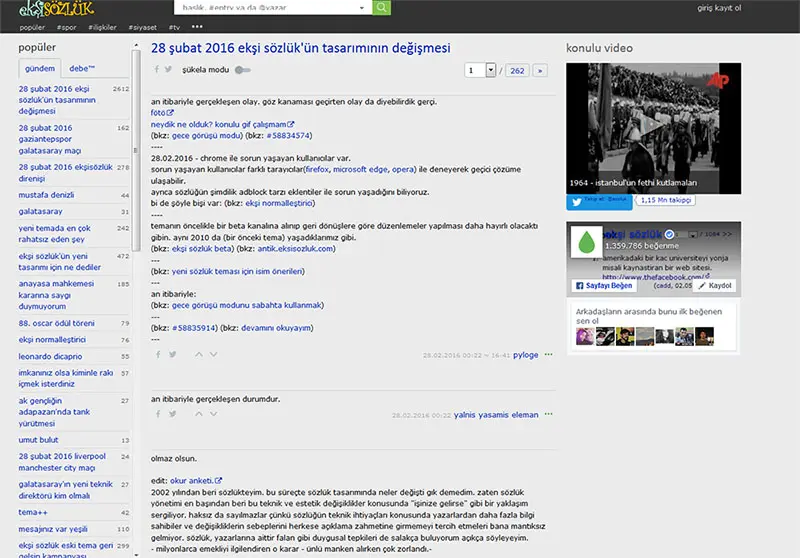 ekşi sözlük
başlık, #entry ya da @yazar
giriş kayıt ol
popüler #spor #ilişkiler #siyaset #tv •••
popüler
gündem debe™
28 şubat 2016 ekşi 2612
sözlük'ün tasarımının
değişmesi
28 şubat 2016 162
gaziantepspor
galatasaray maçı
28 şubat 2016 ekşisözlük 278
direnişi
mustafa denizli 44
galatasaray 31
yeni temada en çok 242
rahatsız eden şey
ekşi sözlük'ün yeni 472
tasarımı için ne dediler
anayasa mahkemesi 185
kararına saygı
duymuyorum
88. oscar ödül töreni 79
ekşi normalleştirici 76
leonardo dicaprio 55
imkanınız olsa kiminle rakı 57
içmek isterdiniz
ak gençliğin 27
adapazarı'nda tank
yürütmesi
umut bulut 13
28 şubat 2016 liverpool 24
manchester city maçı
galatasaray'ın yeni teknik 27
direktörü kim olmalı
tema++ 42
mesajınız var yeşili 110
ekşi sözlük eski tema geri 299
gelsin kampanyası
28 şubat 2016 ekşi sözlük'ün tasarımının değişmesi
şükela modu
1 / 262 »
an itibariyle gerçekleşen olay. göz kanaması geçirten olay da diyebilirdik gerçi.
foto
neydik ne olduk? konulu gif çalışmam
(bkz: gece görüşü modu) (bkz: #58834574)
----
28.02.2016 - chrome ile sorun yaşayan kullanıcılar var.
sorun yaşayan kullanıcılar farklı tarayıcılar(firefox, microsoft edge, opera) ile deneyerek geçici çözüme
ulaşabilir.
ayrıca sözlüğün şimdilik adblock tarzı eklentiler ile sorun yaşadığını biliyoruz.
bi de şöyle bişi var: (bkz: ekşi normalleştirici)
----
temanın öncelikle bir beta kanalına alınıp geri dönüşlere göre düzenlemeler yapılması daha hayırlı olacaktı
gibin. aynı 2010 da (bir önceki tema) yaşadıklarımız gibi.
(bkz: ekşi sözlük beta) (bkz: antik.eksisozluk.com)
---
(bkz: yeni sözlük teması için isim önerileri)
---
an itibariyle:
(bkz: gece görüşü modunu sabahta kullanmak)
---
(bkz: #58835914) (bkz: devamını okuyayım)
---
28.02.2016 00:22 ~ 16:41 pyloge •••
an itibariyle gerçekleşen durumdur.
28.02.2016 00:22 yalnis yasamis eleman •••
olmaz olsun.
edit: okur anketi.
2002 yılından beri sözlükteyim. bu süreçte sözlük tasarımında neler değişti gık demedim. zaten sözlük
yönetimi en başından beri bu teknik ve estetik değişiklikler konusunda "işinize gelirse" gibi bir yaklaşım
sergiliyor. haksız da sayılmazlar çünkü sözlüğün teknik ihtiyaçları konusunda yazarlardan daha fazla bilgi
sahibiler ve değişikliklerin sebeplerini herkese açıklama zahmetine girmemeyi tercih etmeleri bana mantıksız
gelmiyor. sözlük, yazarlarına aittir falan gibi duygusal tepkileri de salakça buluyorum açıkça söyleyeyim.
- milyonlarca emekliyi ilgilendiren o karar - ünlü manken alırken çok zorlandı.-
konulu video
AP
1964 - istanbul'un fethi kutlamaları
1,15 Mn takipçi
ekşi sözlük
1.359.786 beğenme
amerikadaki bir kac universiteyi yonja
misali kaynastiran bir web sitesi.
http://www.thefacebook.com/
(cadd, 02.05
Sayfayı Beğen
Kaydol
Arkadaşların arasında bunu ilk beğenen
sen ol